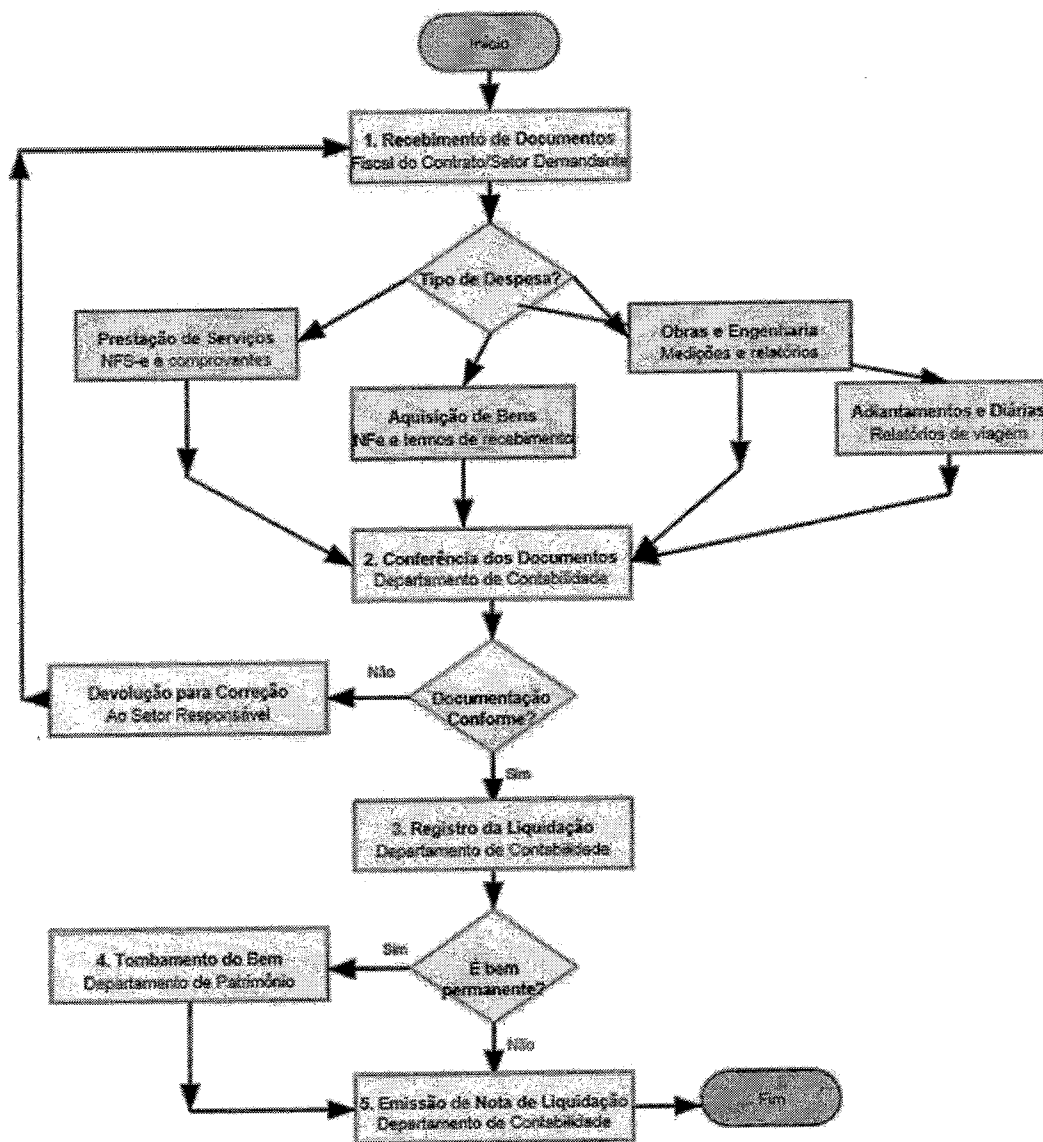 Início
1. Recebimento de Documentos
Fiscal do Contrato/Setor Demandante
Tipo de Despesa?
Prestação de Serviços
NFS-e e comprovantes
Obras e Engenharia
Medições e relatórios
Aquisição de Bens
NFe e termos de recebimento
Adiantamentos e Diárias
Relatórios de viagem
2. Conferência dos Documentos
Departamento de Contabilidade
Não
Devolução para Correção
Ao Setor Responsável
Documentação
Conforme?
Sim
3. Registro da Liquidação
Departamento de Contabilidade
Sim
4. Tombamento do Bem
Departamento de Patrimônio
É bem
permanente?
Não
5. Emissão de Nota de Liquidação
Departamento de Contabilidade
Fim